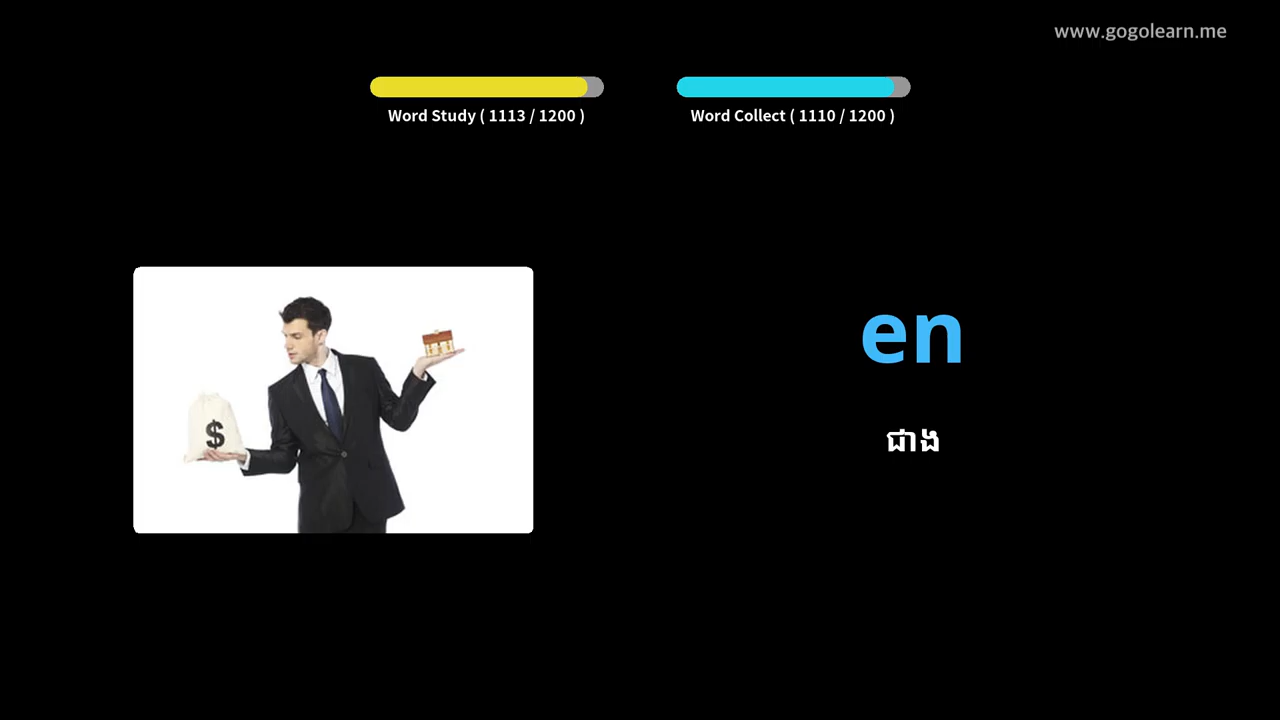 www.gogolearn.me
Word Study ( 1113 / 1200 )
Word Collect ( 1110 / 1200 )
en
ជាង
$